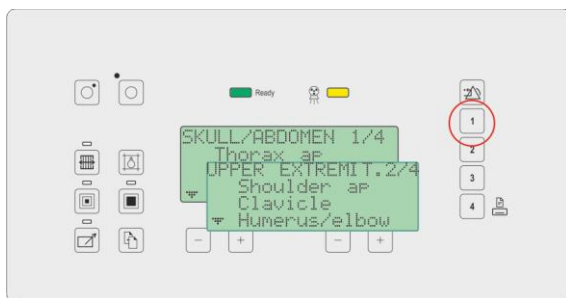 Ready
SKULL/ABDOMEN 1/4
Thorax ap
UPPER EXTREMIT.2/4
Shoulder ap
Clavicle
Humerus/elbow
1
2
3
4
- +
- +